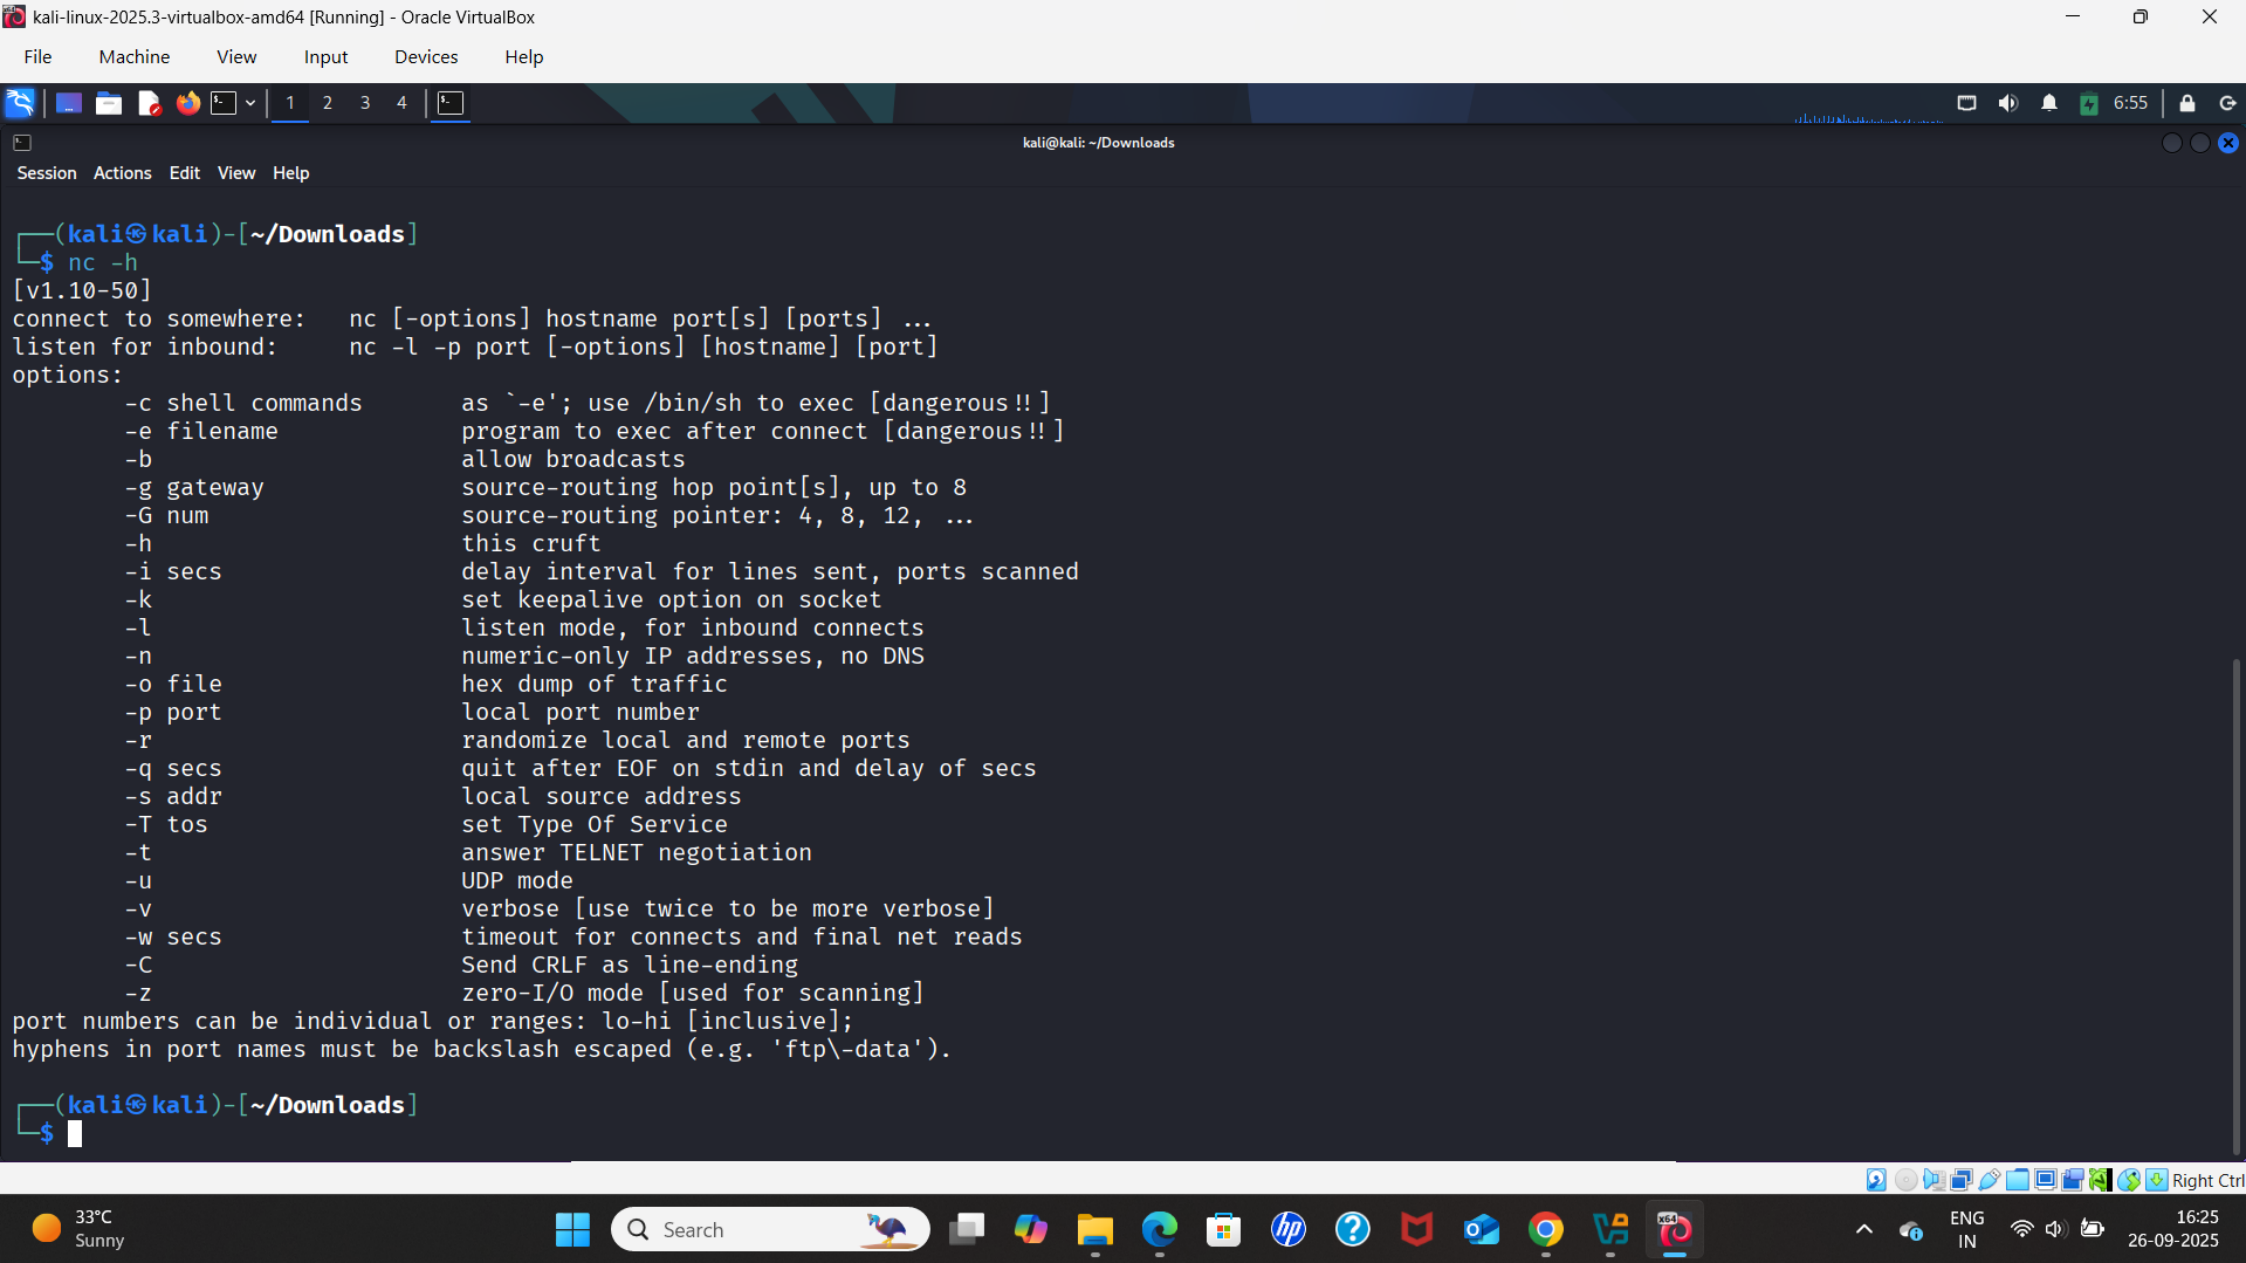 kali-linux-2025.3-virtualbox-amd64 [Running] - Oracle VirtualBox
File Machine View Input Devices Help
1 2 3 4 6:55
kali@kali: ~/Downloads
Session Actions Edit View Help
┌──(kali㉿kali)-[~/Downloads]
└─$ nc -h
[v1.10-50]
connect to somewhere:   nc [-options] hostname port[s] [ports] ...
listen for inbound:     nc -l -p port [-options] [hostname] [port]
options:
        -c shell commands       as `-e'; use /bin/sh to exec [dangerous!!]
        -e filename             program to exec after connect [dangerous!!]
        -b                      allow broadcasts
        -g gateway              source-routing hop point[s], up to 8
        -G num                  source-routing pointer: 4, 8, 12, ...
        -h                      this cruft
        -i secs                 delay interval for lines sent, ports scanned
        -k                      set keepalive option on socket
        -l                      listen mode, for inbound connects
        -n                      numeric-only IP addresses, no DNS
        -o file                 hex dump of traffic
        -p port                 local port number
        -r                      randomize local and remote ports
        -q secs                 quit after EOF on stdin and delay of secs
        -s addr                 local source address
        -T tos                  set Type Of Service
        -t                      answer TELNET negotiation
        -u                      UDP mode
        -v                      verbose [use twice to be more verbose]
        -w secs                 timeout for connects and final net reads
        -C                      Send CRLF as line-ending
        -z                      zero-I/O mode [used for scanning]
port numbers can be individual or ranges: lo-hi [inclusive];
hyphens in port names must be backslash escaped (e.g. 'ftp\-data').
┌──(kali㉿kali)-[~/Downloads]
└─$
Right Ctrl
33°C
Sunny
Search
ENG
IN
16:25
26-09-2025